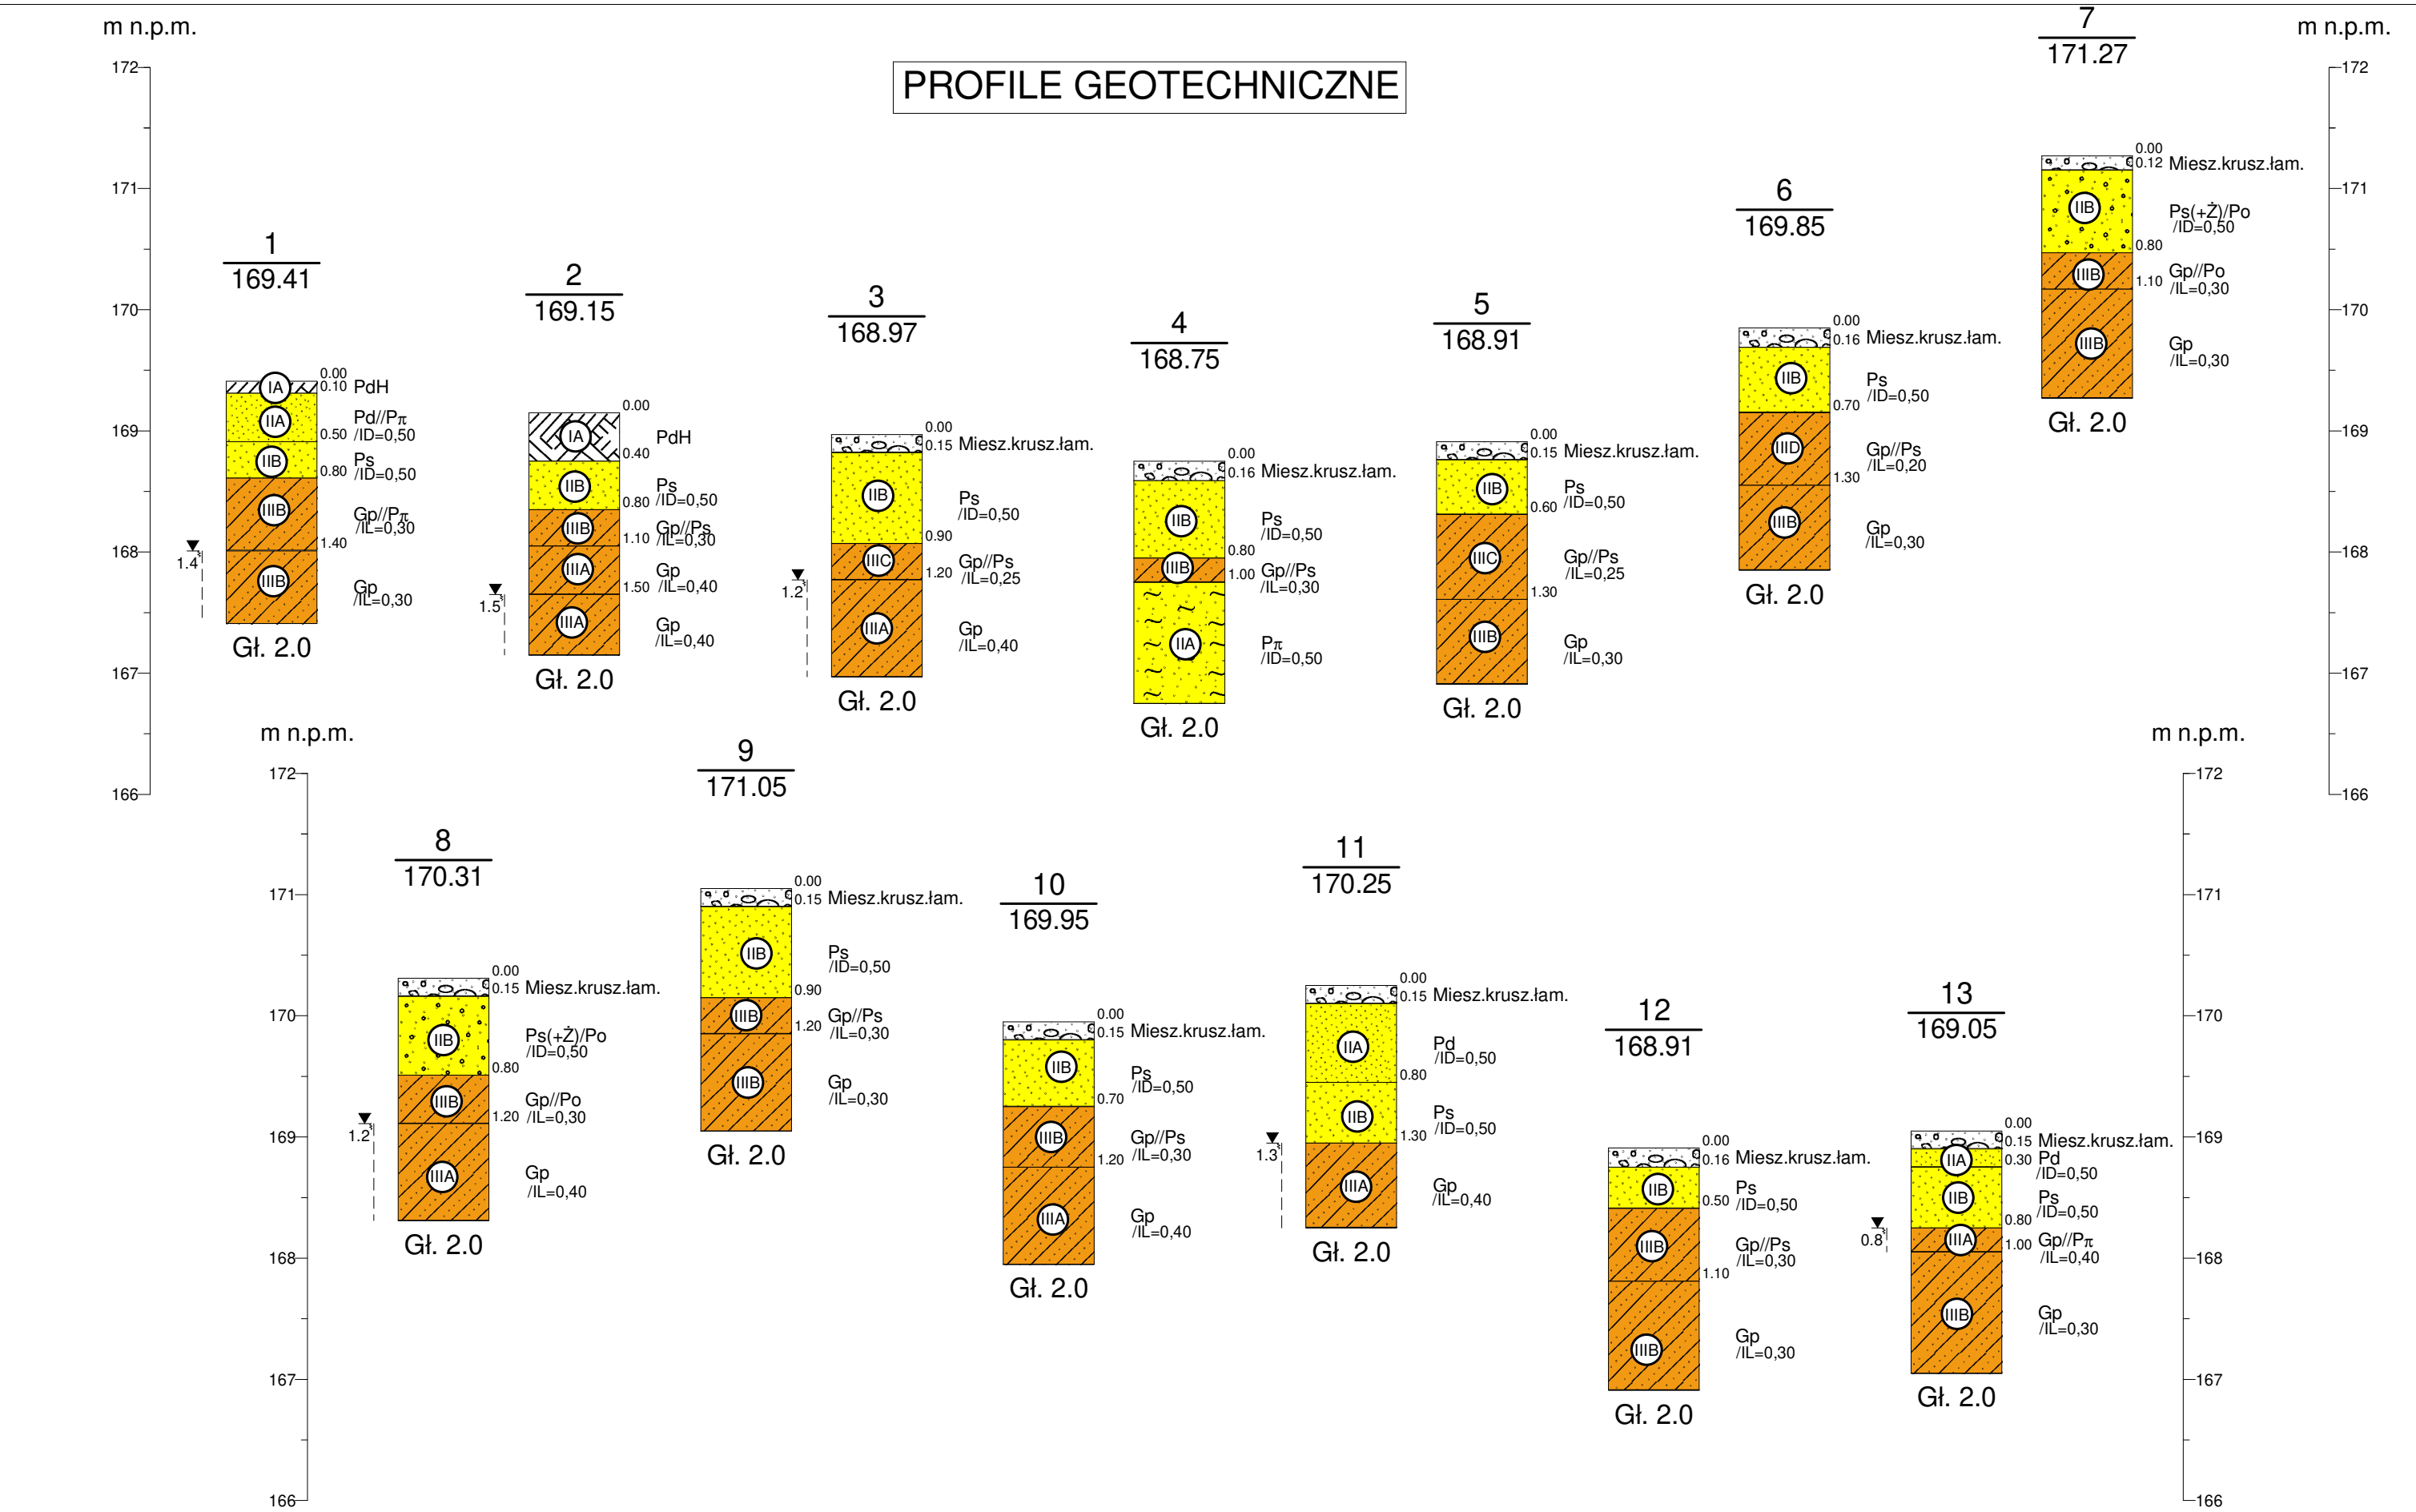 m n.p.m.
m n.p.m.
PROFILE GEOTECHNICZNE
172
171
170
169
168
167
166
172
171
170
169
168
167
166
1
169.41
0.00
0.10 PdH
IA
Pd//Pπ
/ID=0,50
IIA
0.50
Ps
/ID=0,50
IIB
0.80
Gp//Pπ
/IL=0,30
IIIB
1.40
1.4
Gp
/IL=0,30
IIIB
Gł. 2.0
2
169.15
0.00
IA
PdH
0.40
IIB
Ps
/ID=0,50
0.80
IIIB
Gp//Ps
/IL=0,30
1.10
IIIA
Gp
/IL=0,40
1.50
1.5
IIIA
Gp
/IL=0,40
Gł. 2.0
3
168.97
0.00
0.15 Miesz.krusz.łam.
IIB
Ps
/ID=0,50
0.90
IIIC
Gp//Ps
/IL=0,25
1.20
1.2
IIIA
Gp
/IL=0,40
Gł. 2.0
4
168.75
0.00
0.16 Miesz.krusz.łam.
IIB
Ps
/ID=0,50
0.80
IIIB
1.00 Gp//Ps
/IL=0,30
IIA
Pπ
/ID=0,50
Gł. 2.0
5
168.91
0.00
0.15 Miesz.krusz.łam.
IIB
Ps
/ID=0,50
0.60
IIIC
Gp//Ps
/IL=0,25
1.30
IIIB
Gp
/IL=0,30
Gł. 2.0
6
169.85
0.00
0.16 Miesz.krusz.łam.
IIB
Ps
/ID=0,50
0.70
IIID
Gp//Ps
/IL=0,20
1.30
IIIB
Gp
/IL=0,30
Gł. 2.0
7
171.27
0.00
0.12 Miesz.krusz.łam.
IIB
Ps(+Ż)/Po
/ID=0,50
0.80
IIIB
Gp//Po
/IL=0,30
1.10
IIIB
Gp
/IL=0,30
Gł. 2.0
m n.p.m.
m n.p.m.
172
171
170
169
168
167
166
172
171
170
169
168
167
166
8
170.31
0.00
0.15 Miesz.krusz.łam.
IIB
Ps(+Ż)/Po
/ID=0,50
0.80
IIIB
Gp//Po
/IL=0,30
1.20
1.2
IIIA
Gp
/IL=0,40
Gł. 2.0
9
171.05
0.00
0.15 Miesz.krusz.łam.
IIB
Ps
/ID=0,50
0.90
IIIB
Gp//Ps
/IL=0,30
1.20
IIIB
Gp
/IL=0,30
Gł. 2.0
10
169.95
0.00
0.15 Miesz.krusz.łam.
IIB
Ps
/ID=0,50
0.70
IIIB
Gp//Ps
/IL=0,30
1.20
IIIA
Gp
/IL=0,40
Gł. 2.0
11
170.25
0.00
0.15 Miesz.krusz.łam.
IIA
Pd
/ID=0,50
0.80
IIB
Ps
/ID=0,50
1.30
1.3
IIIA
Gp
/IL=0,40
Gł. 2.0
12
168.91
0.00
0.16 Miesz.krusz.łam.
IIB
Ps
/ID=0,50
0.50
IIIB
Gp//Ps
/IL=0,30
1.10
IIIB
Gp
/IL=0,30
Gł. 2.0
13
169.05
0.00
0.15 Miesz.krusz.łam.
IIA
0.30 Pd
/ID=0,50
IIB
Ps
/ID=0,50
0.80
0.8
IIIA
1.00 Gp//Pπ
/IL=0,40
IIIB
Gp
/IL=0,30
Gł. 2.0